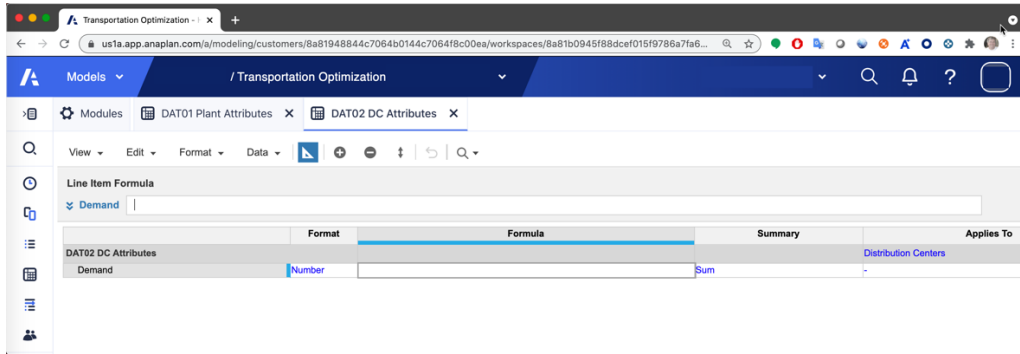 Transportation Optimization - H
us1a.app.anaplan.com/a/modeling/customers/8a81948844c7064b0144c7064f8c00ea/workspaces/8a81b0945f88dcef015f9786a7fa6...
Models / Transportation Optimization ?
Modules DAT01 Plant Attributes DAT02 DC Attributes
View Edit Format Data
Line Item Formula
Demand
Format Formula Summary Applies To
DAT02 DC Attributes Distribution Centers
Demand Number Sum -